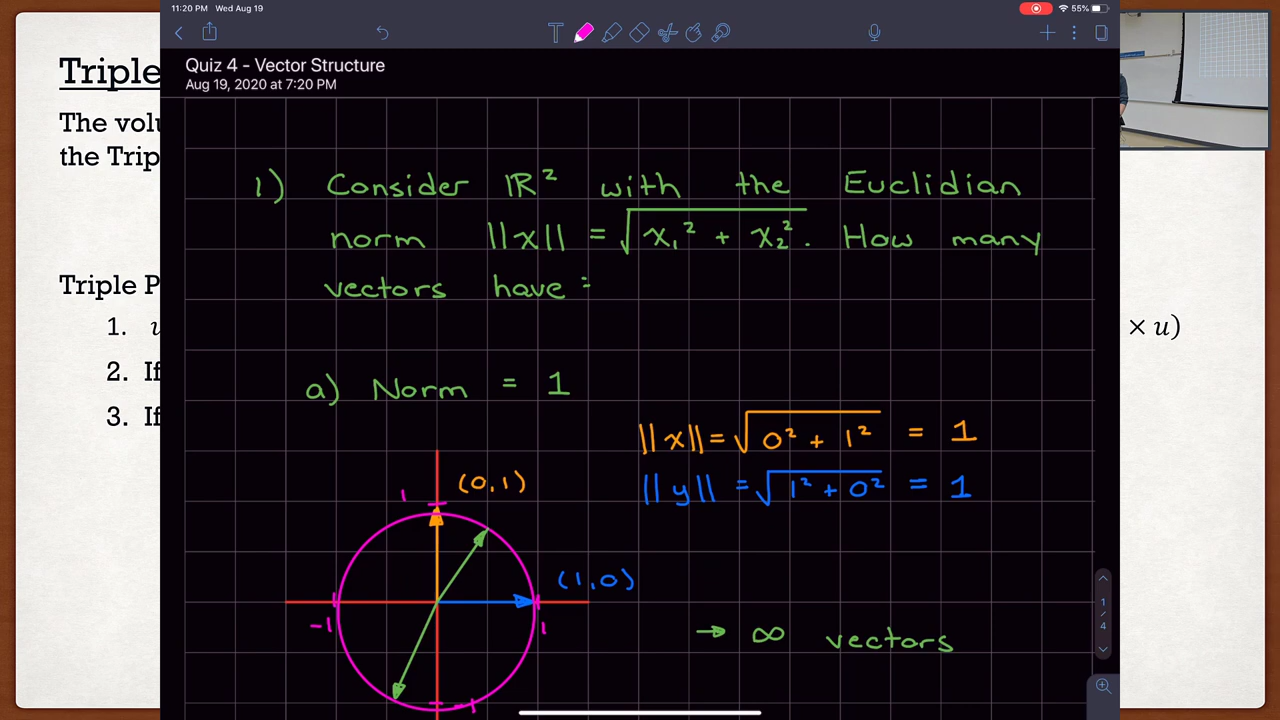 11:20 PM Wed Aug 19
55%
Quiz 4 - Vector Structure
Aug 19, 2020 at 7:20 PM
Triple
The volu
the Trip
Triple P
1. u
× u)
2. If
3. If
1) Consider ℝ² with the Euclidian
norm ||x|| = √x₁² + x₂². How many
vectors have :
a) Norm = 1
||x|| = √0² + 1² = 1
||y|| = √1² + 0² = 1
1
(0,1)
(1,0)
-1
1
-1
→ ∞ vectors
T
1
/
4